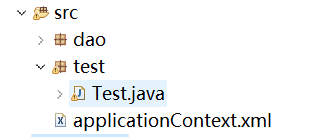 src
dao
test
Test.java
applicationContext.xml